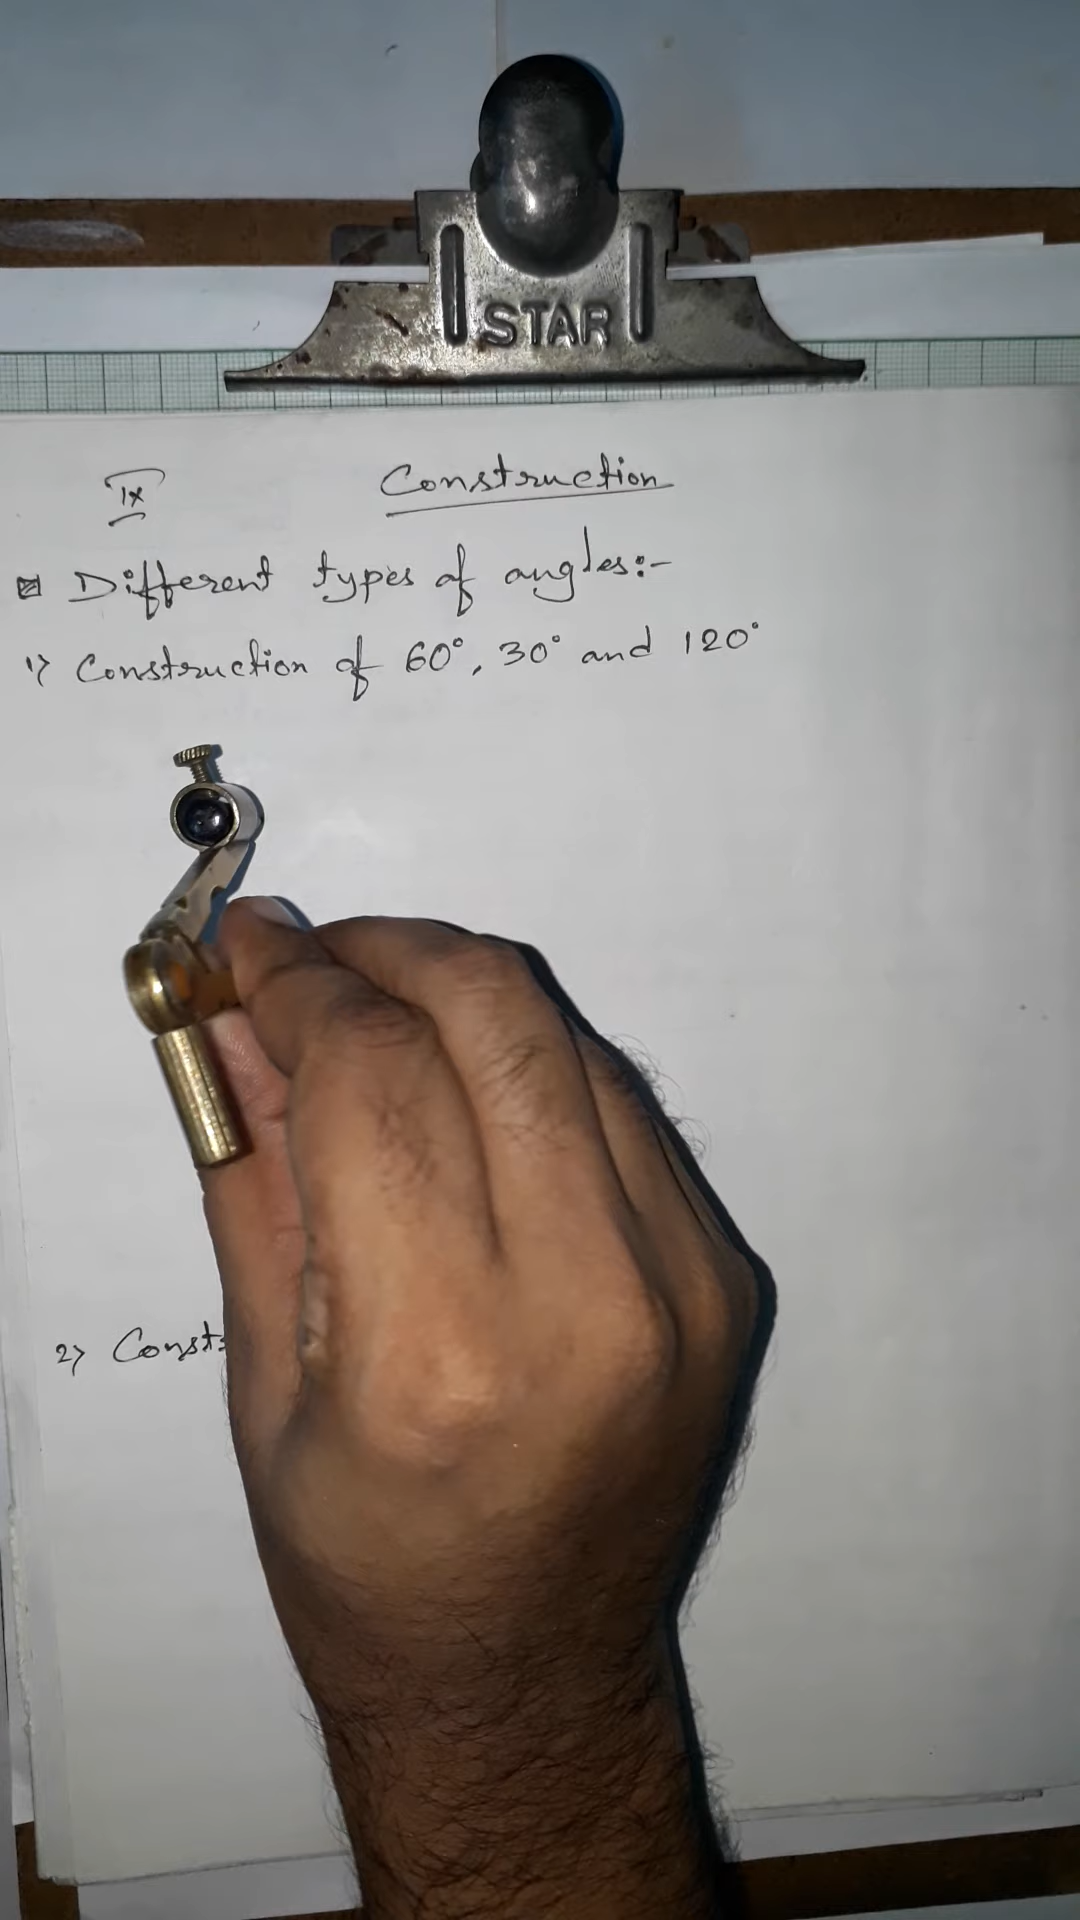 STAR
IX
Construction
Different types of angles:-
1) Construction of 60°, 30° and 120°
2) Const